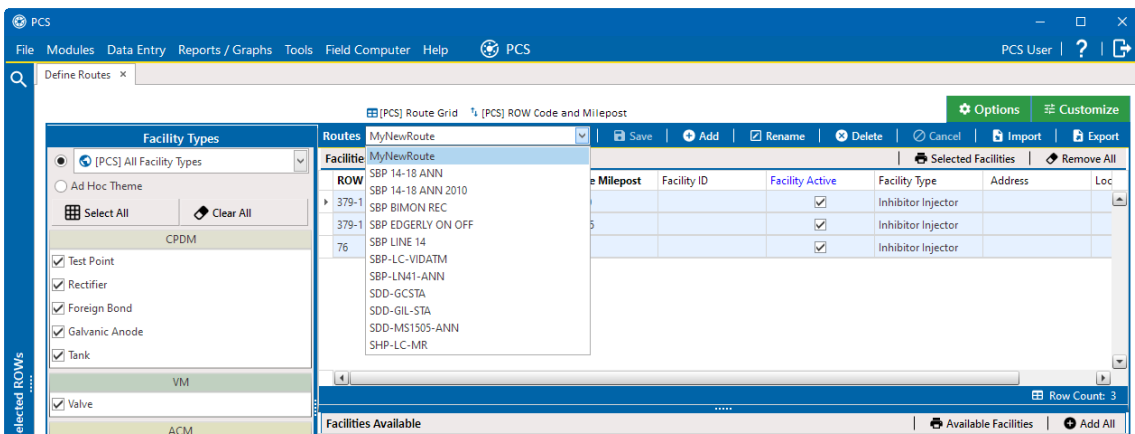 PCS
File Modules Data Entry Reports / Graphs Tools Field Computer Help PCS PCS User
Define Routes
[PCS] Route Grid [PCS] ROW Code and Milepost
Options Customize
Facility Types
Routes MyNewRoute Save Add Rename Delete Cancel Import Export
[PCS] All Facility Types
Ad Hoc Theme
Select All Clear All
CPDM
Test Point
Rectifier
Foreign Bond
Galvanic Anode
Tank
VM
Valve
ACM
MyNewRoute
SBP 14-18 ANN
SBP 14-18 ANN 2010
SBP BIMON REC
SBP EDGERLY ON OFF
SBP LINE 14
SBP-LC-VIDATM
SBP-LN41-ANN
SDD-GCSTA
SDD-GIL-STA
SDD-MS1505-ANN
SHP-LC-MR
Selected Facilities Remove All
ROW Milepost Facility ID Facility Active Facility Type Address
379-1 Inhibitor Injector
379-1 Inhibitor Injector
76 Inhibitor Injector
Row Count: 3
Facilities Available Available Facilities Add All